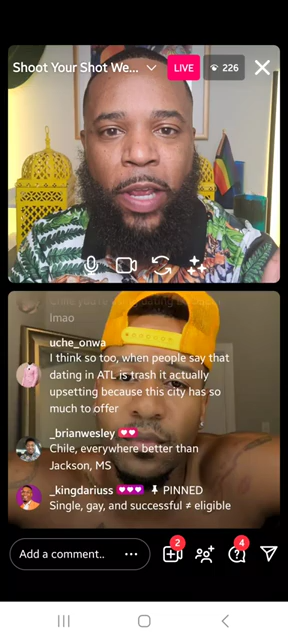 Shoot Your Shot We...
LIVE
226
lmao
uche_onwa
I think so too, when people say that
dating in ATL is trash it actually
upsetting because this city has so
much to offer
_brianwesley
Chile, everywhere better than
Jackson, MS
_kingdariuss PINNED
Single, gay, and successful ≠ eligible
Add a comment..
2
4